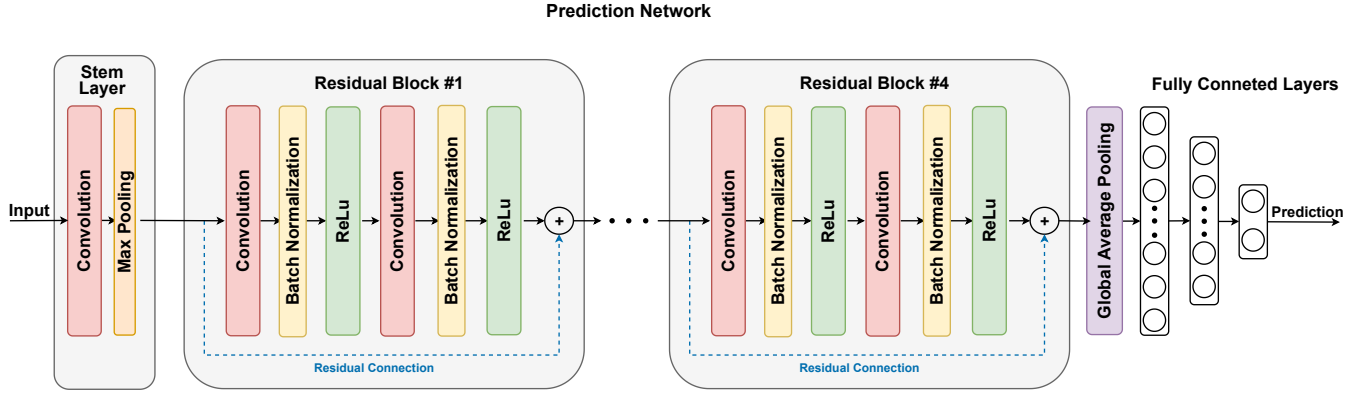 Prediction Network
Stem
Layer
Residual Block #1
Residual Block #4
Fully Conneted Layers
Input
Convolution
Max Pooling
Convolution
Batch Normalization
ReLu
Convolution
Batch Normalization
ReLu
+
Convolution
Batch Normalization
ReLu
Convolution
Batch Normalization
ReLu
+
Global Average Pooling
Prediction
Residual Connection
Residual Connection